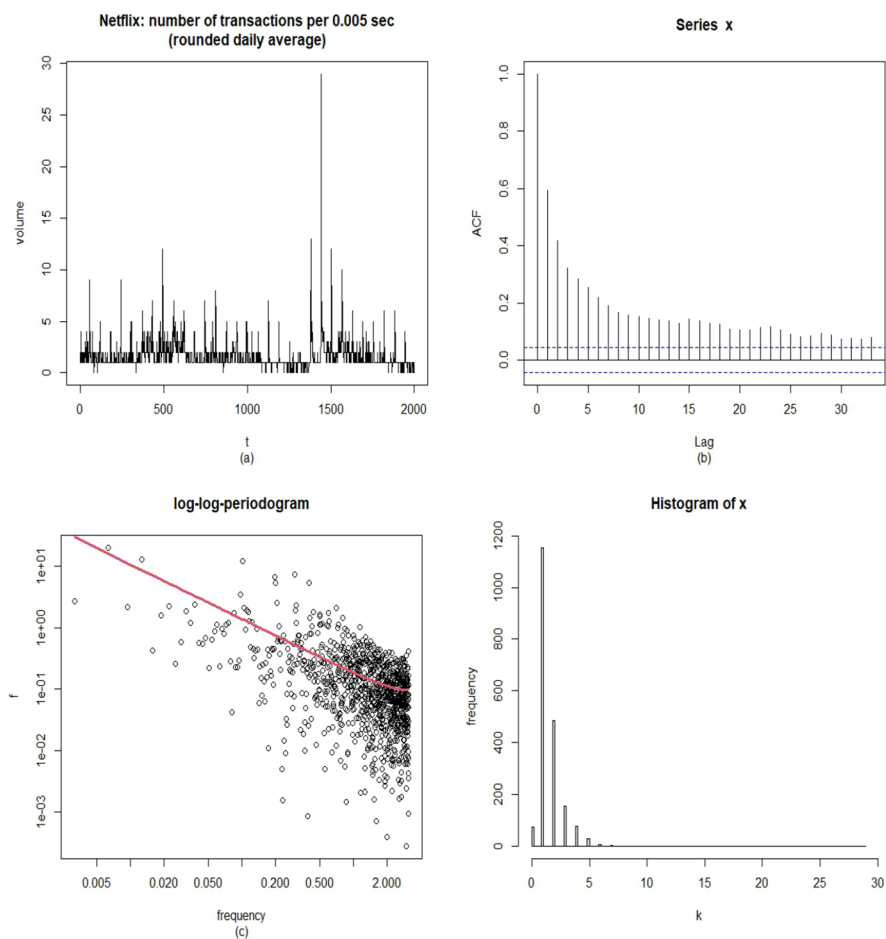 Netflix: number of transactions per 0.005 sec
(rounded daily average)
volume
0
5
10
15
20
25
30
0
500
1000
1500
2000
t
(a)
Series x
ACF
0.0
0.2
0.4
0.6
0.8
1.0
0
5
10
15
20
25
30
Lag
(b)
log-log-periodogram
f
1e-03
1e-02
1e-01
1e+00
1e+01
0.005
0.020
0.050
0.200
0.500
2.000
frequency
(c)
Histogram of x
frequency
0
200
400
600
800
1000
1200
0
5
10
15
20
25
30
k